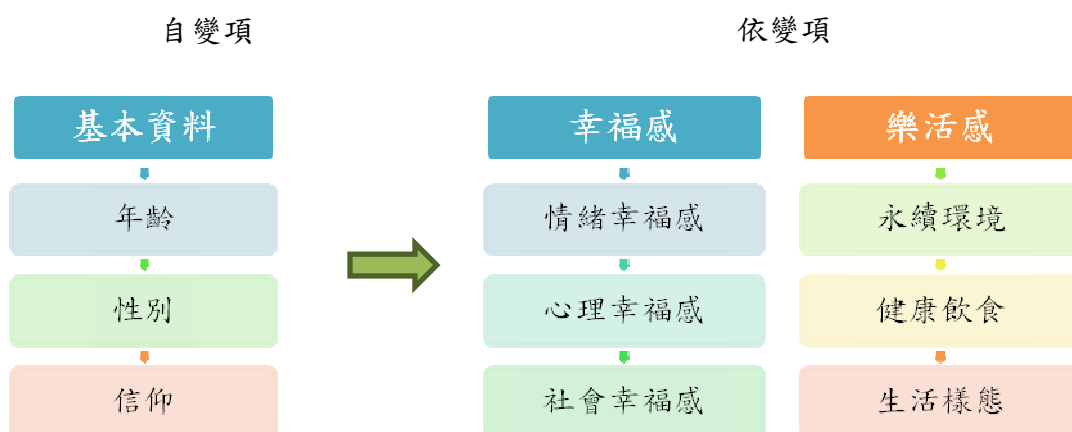 自變項
依變項
基本資料
年齡
性別
信仰
幸福感
情緒幸福感
心理幸福感
社會幸福感
樂活感
永續環境
健康飲食
生活樣態